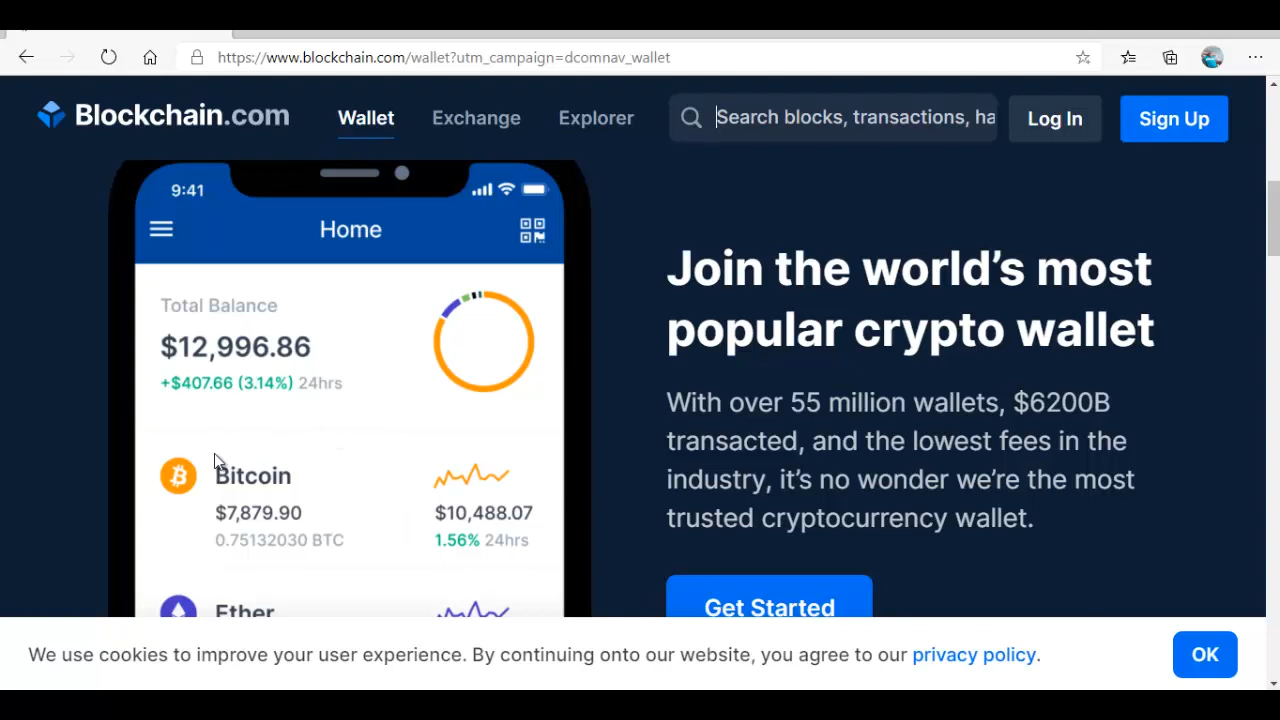 https://www.blockchain.com/wallet?utm_campaign=dcomnav_wallet
Blockchain.com
Wallet
Exchange
Explorer
Search blocks, transactions, ha
Log In
Sign Up
9:41
Home
Total Balance
$12,996.86
+$407.66 (3.14%) 24hrs
Bitcoin
$7,879.90 $10,488.07
0.75132030 BTC 1.56% 24hrs
Ether
Join the world's most
popular crypto wallet
With over 55 million wallets, $6200B
transacted, and the lowest fees in the
industry, it's no wonder we're the most
trusted cryptocurrency wallet.
Get Started
We use cookies to improve your user experience. By continuing onto our website, you agree to our privacy policy.
OK